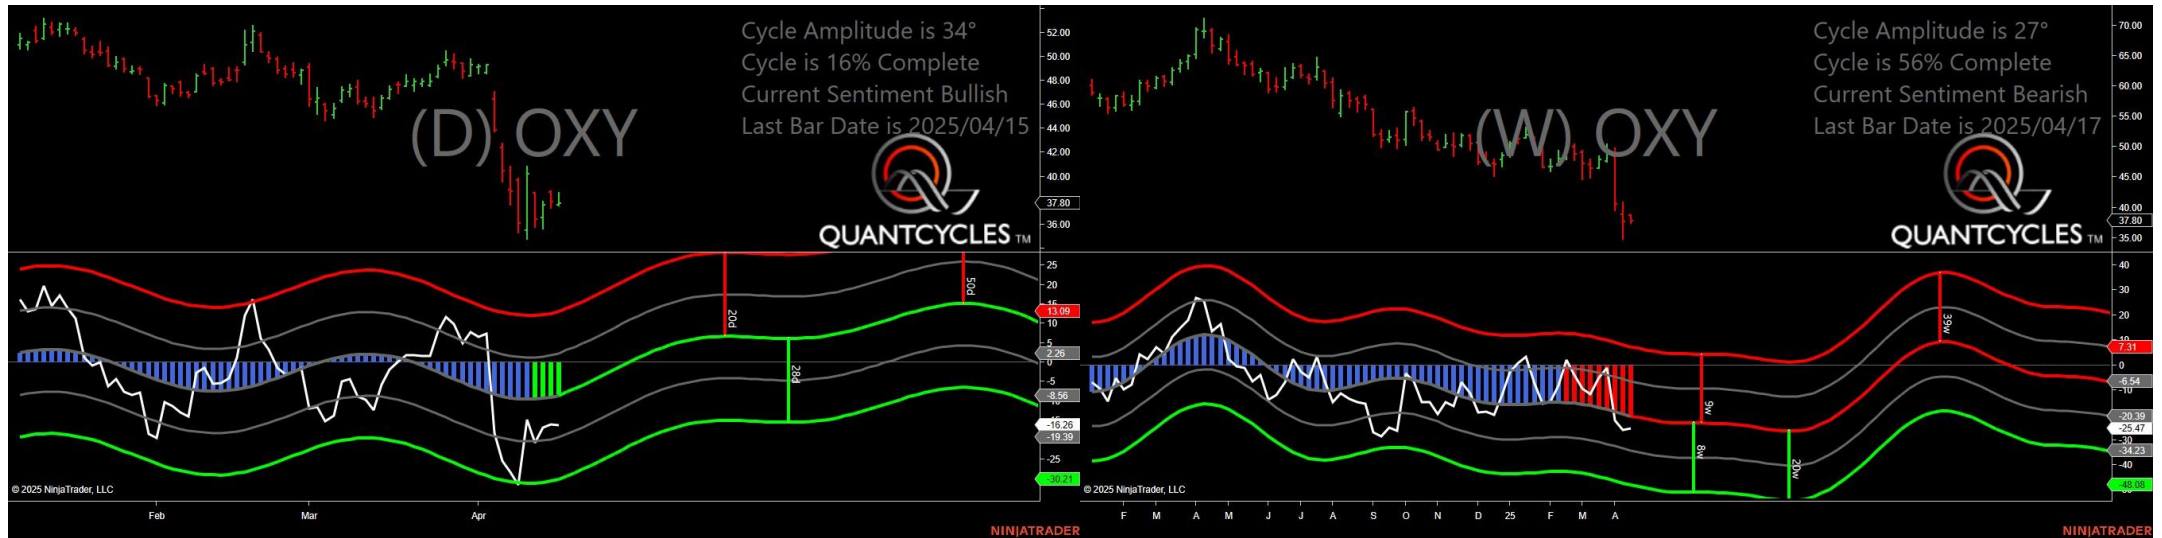 Cycle Amplitude is 34°
Cycle is 16% Complete
Current Sentiment Bullish
Last Bar Date is 2025/04/15
(D) OXY
QUANTCYCLES TM
52.00
50.00
48.00
46.00
44.00
42.00
40.00
37.80
36.00
25
20
15
13.09
10
5
2.26
0
-5
-8.56
-16.26
-19.39
-25
-30.21
20d
28d
50d
© 2025 NinjaTrader, LLC
Feb Mar Apr
NINJATRADER
Cycle Amplitude is 27°
Cycle is 56% Complete
Current Sentiment Bearish
Last Bar Date is 2025/04/17
(W) OXY
QUANTCYCLES TM
70.00
65.00
60.00
55.00
50.00
45.00
40.00
37.80
35.00
40
30
20
7.31
0
-6.54
-10
-20.39
-25.47
-30
-34.23
-40
-48.08
9w
8w
20w
39w
© 2025 NinjaTrader, LLC
F M A M J J A S O N D 25 F M A
NINJATRADER